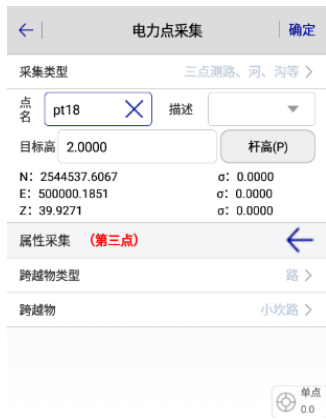 电力点采集
确定
采集类型 三点测路、河、沟等
点名 pt18 描述
目标高 2.0000 杆高(P)
N: 2544537.6067 σ: 0.0000
E: 500000.1851 σ: 0.0000
Z: 39.9271 σ: 0.0000
属性采集 （第三点）
跨越物类型 路
跨越物 小坎路
单点
0.0